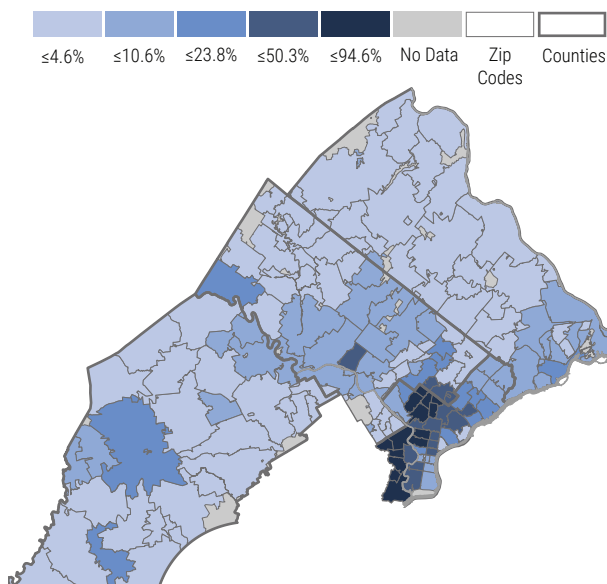 ≤4.6% ≤10.6% ≤23.8% ≤50.3% ≤94.6% No Data Zip Counties
Codes